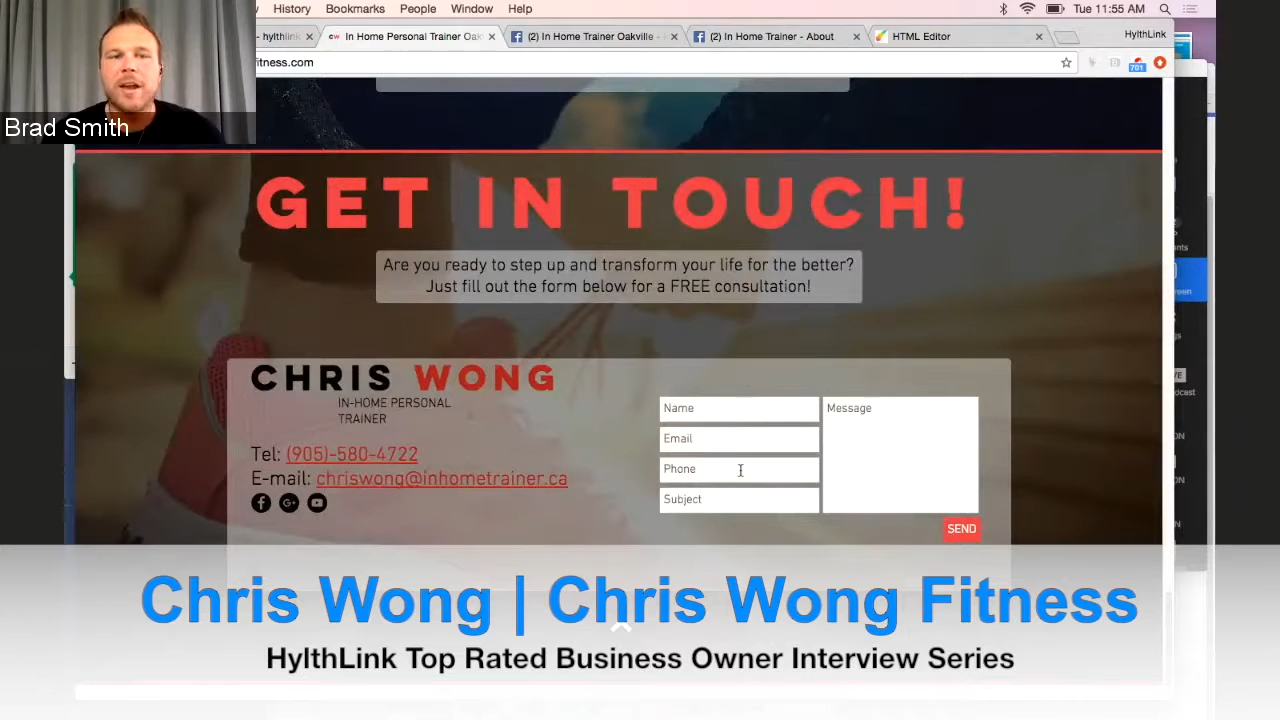 History Bookmarks People Window Help
Tue 11:55 AM
- hylthlink
In Home Personal Trainer Oak
(2) In Home Trainer Oakville -
(2) In Home Trainer - About
HTML Editor
HylthLink
itness.com
701
Brad Smith
GET IN TOUCH!
Are you ready to step up and transform your life for the better?
Just fill out the form below for a FREE consultation!
CHRIS WONG
IN-HOME PERSONAL
TRAINER
Tel: (905)-580-4722
E-mail: chriswong@inhometrainer.ca
Name
Email
Phone
Subject
Message
SEND
Chris Wong | Chris Wong Fitness
HylthLink Top Rated Business Owner Interview Series